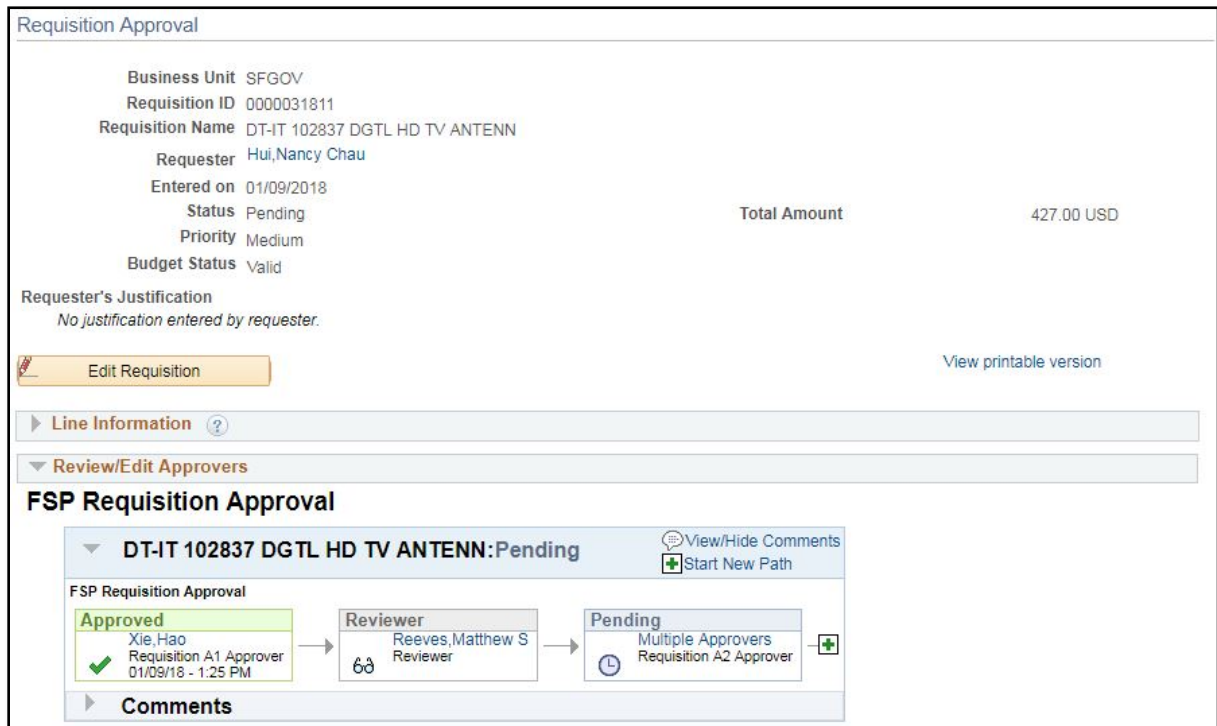 Requisition Approval
Business Unit SFGOV
Requisition ID 0000031811
Requisition Name DT-IT 102837 DGTL HD TV ANTENN
Requester Hui,Nancy Chau
Entered on 01/09/2018
Status Pending Total Amount 427.00 USD
Priority Medium
Budget Status Valid
Requester's Justification
No justification entered by requester.
Edit Requisition View printable version
Line Information ?
Review/Edit Approvers
FSP Requisition Approval
DT-IT 102837 DGTL HD TV ANTENN:Pending View/Hide Comments
Start New Path
FSP Requisition Approval
Approved
Xie,Hao
Requisition A1 Approver
01/09/18 - 1:25 PM
Reviewer
Reeves,Matthew S
Reviewer
Pending
Multiple Approvers
Requisition A2 Approver
Comments